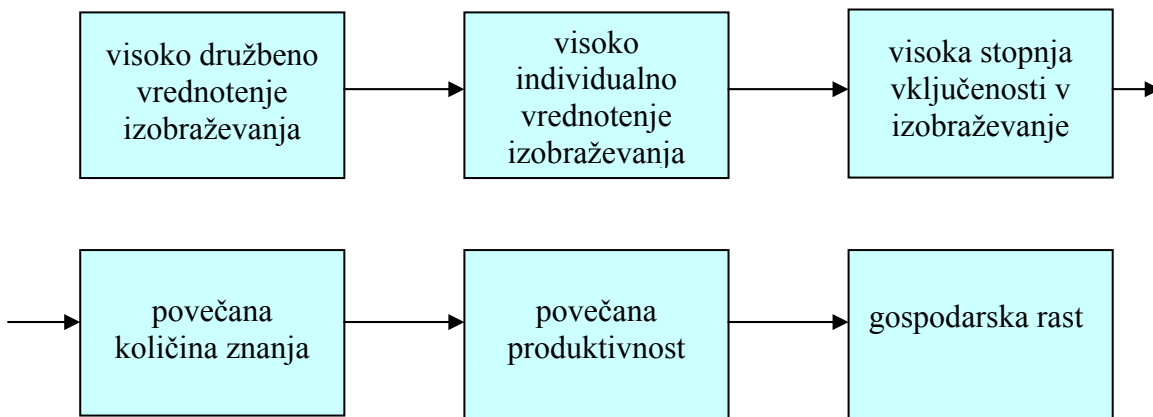 visoko družbeno
vrednotenje
izobraževanja
visoko
individualno
vrednotenje
izobraževanja
visoka stopnja
vključenosti v
izobraževanje
povečana
količina znanja
povečana
produktivnost
gospodarska rast